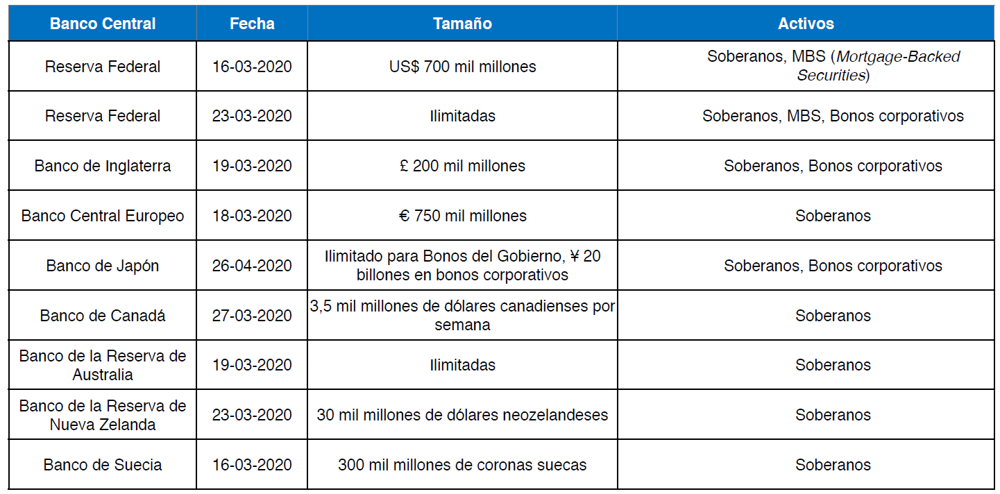 Banco Central Fecha Tamaño Activos
Reserva Federal 16-03-2020 US$ 700 mil millones Soberanos, MBS (Mortgage-Backed
Securities)
Reserva Federal 23-03-2020 Ilimitadas Soberanos, MBS, Bonos corporativos
Banco de Inglaterra 19-03-2020 £ 200 mil millones Soberanos, Bonos corporativos
Banco Central Europeo 18-03-2020 € 750 mil millones Soberanos
Banco de Japón 26-04-2020 Ilimitado para Bonos del Gobierno, ¥ 20
billones en bonos corporativos Soberanos, Bonos corporativos
Banco de Canadá 27-03-2020 3,5 mil millones de dólares canadienses por
semana Soberanos
Banco de la Reserva de
Australia 19-03-2020 Ilimitadas Soberanos
Banco de la Reserva de
Nueva Zelanda 23-03-2020 30 mil millones de dólares neozelandeses Soberanos
Banco de Suecia 16-03-2020 300 mil millones de coronas suecas Soberanos